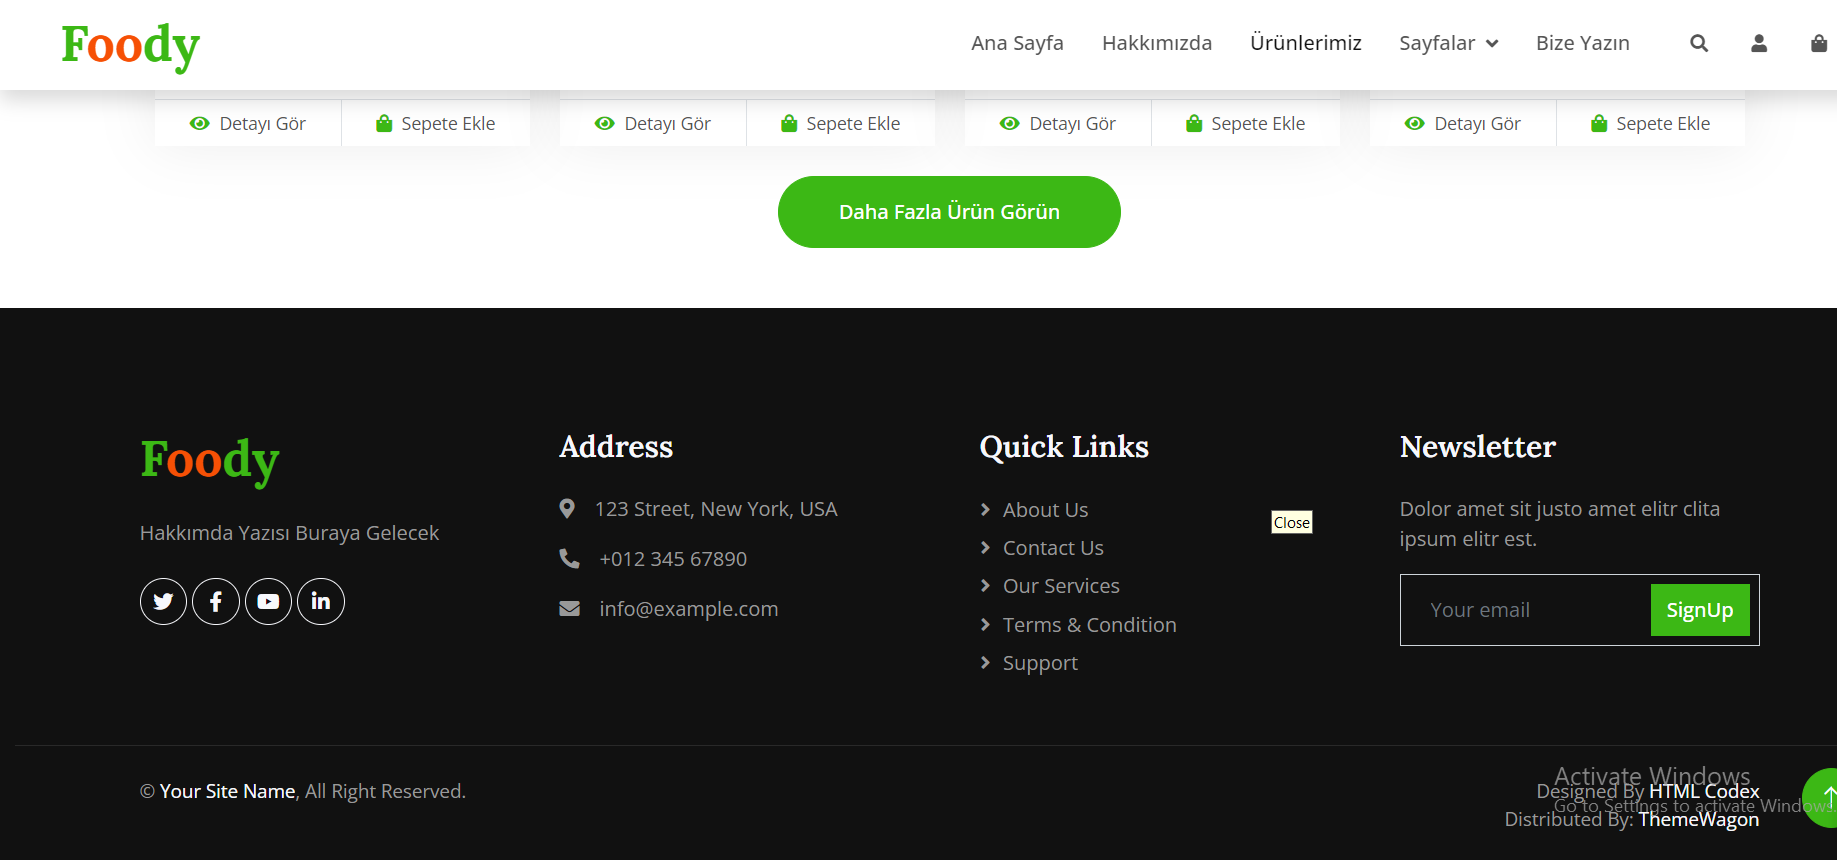 Foody
Ana Sayfa Hakkımızda Ürünlerimiz Sayfalar Bize Yazın
Detayı Gör Sepete Ekle Detayı Gör Sepete Ekle Detayı Gör Sepete Ekle Detayı Gör Sepete Ekle
Daha Fazla Ürün Görün
Foody
Hakkımda Yazısı Buraya Gelecek
Address
123 Street, New York, USA
+012 345 67890
info@example.com
Quick Links
About Us
Contact Us
Our Services
Terms & Condition
Support
Close
Newsletter
Dolor amet sit justo amet elitr clita
ipsum elitr est.
Your email SignUp
© Your Site Name, All Right Reserved.
Designed By HTML Codex
Distributed By: ThemeWagon
Activate Windows
Go to Settings to activate Windows.